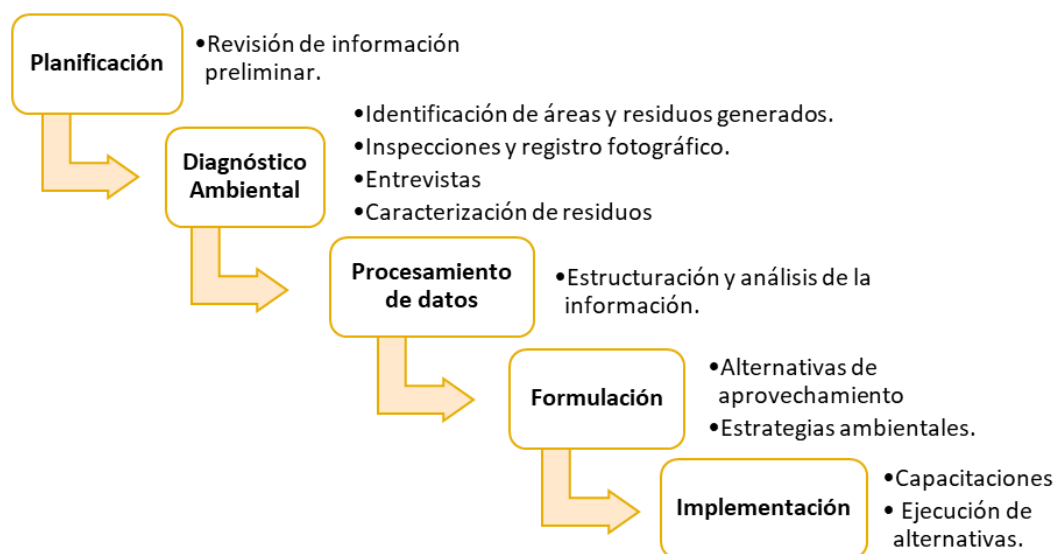 Planificación
•Revisión de información
preliminar.
Diagnóstico
Ambiental
•Identificación de áreas y residuos generados.
•Inspecciones y registro fotográfico.
•Entrevistas
•Caracterización de residuos
Procesamiento
de datos
•Estructuración y análisis de la
información.
Formulación
•Alternativas de
aprovechamiento
•Estrategias ambientales.
Implementación
•Capacitaciones
• Ejecución de
alternativas.